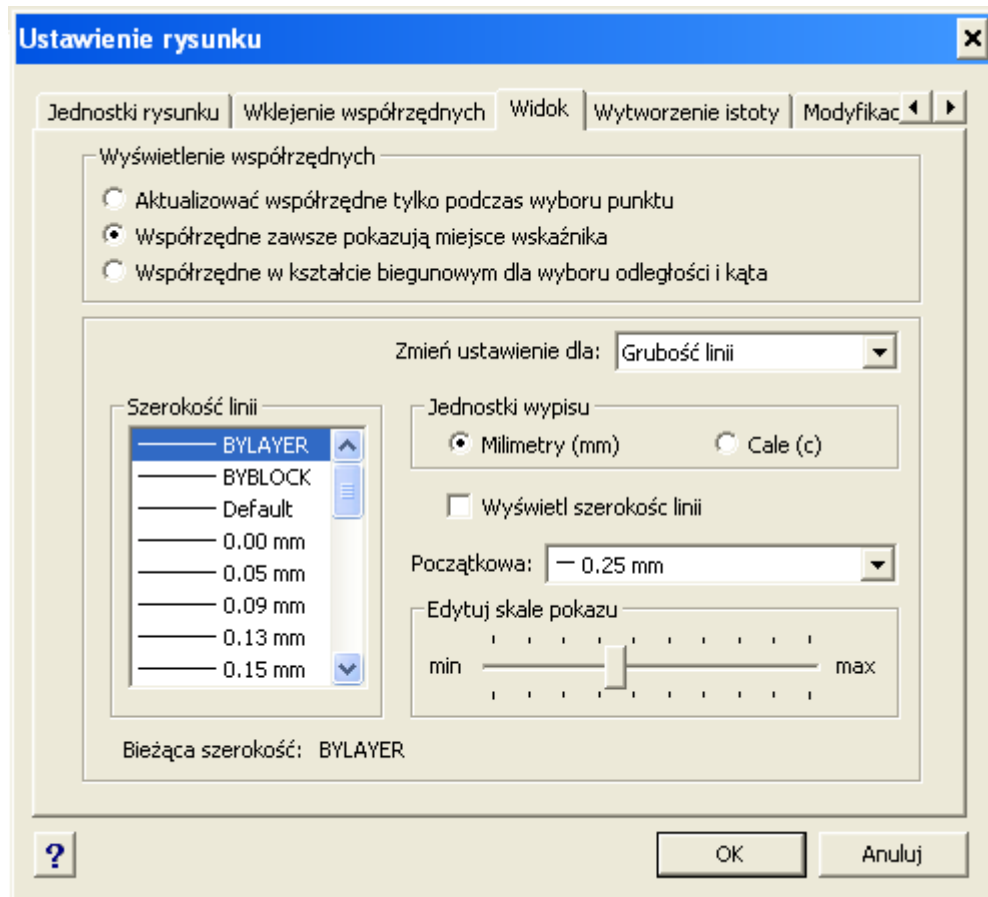 Ustawienie rysunku
Jednostki rysunku Wklejenie współrzędnych Widok Wytworzenie istoty Modyfikac
Wyświetlenie współrzędnych
Aktualizować współrzędne tylko podczas wyboru punktu
Współrzędne zawsze pokazują miejsce wskaźnika
Współrzędne w kształcie biegunowym dla wyboru odległości i kąta
Zmień ustawienie dla: Grubość linii
Szerokość linii
BYLAYER
BYBLOCK
Default
0.00 mm
0.05 mm
0.09 mm
0.13 mm
0.15 mm
Jednostki wypisu
Milimetry (mm) Cale (c)
Wyświetl szerokośc linii
Początkowa: 0.25 mm
Edytuj skale pokazu
min max
Bieżąca szerokość: BYLAYER
? OK Anuluj